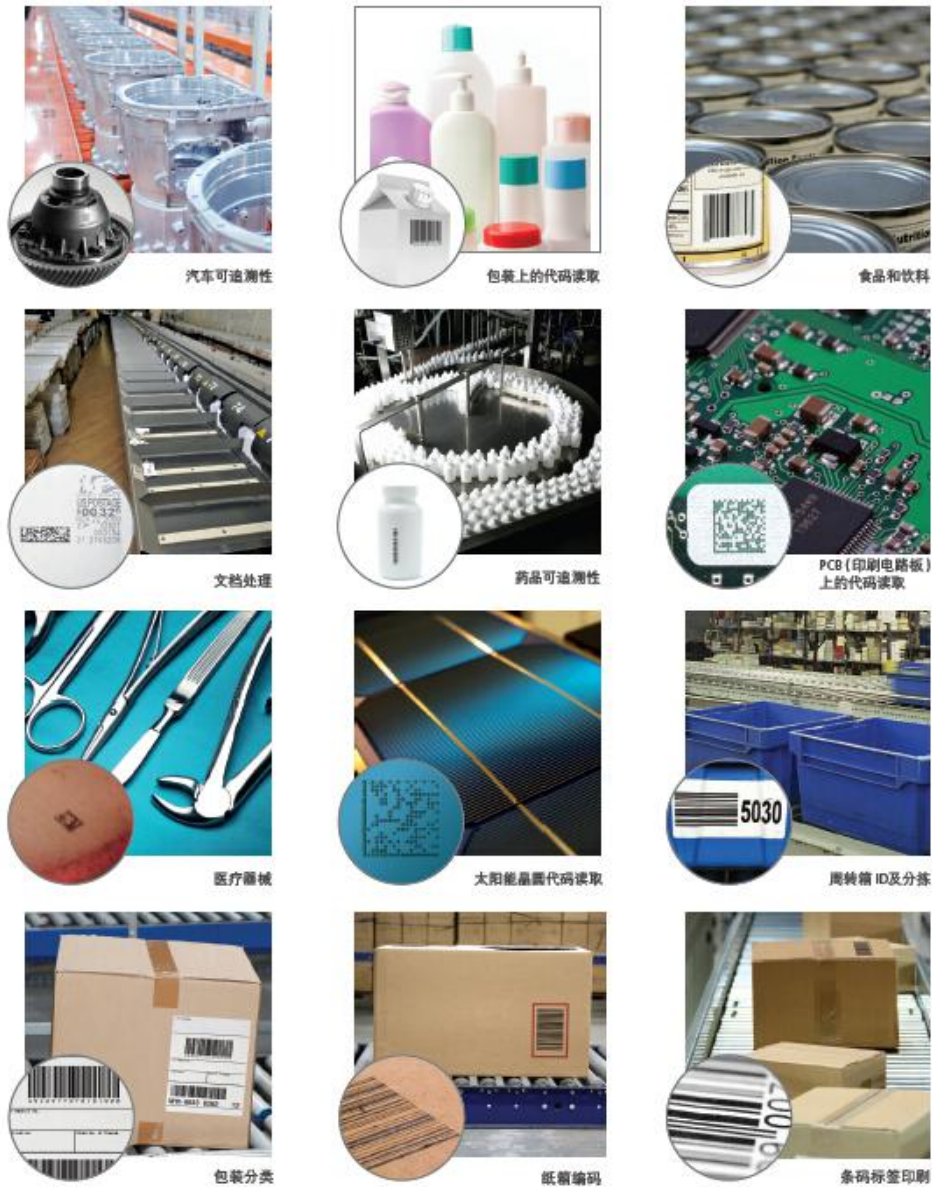 汽车可追溯性
包装上的代码读取
食品和饮料
文档处理
US POSTAGE
药品可追溯性
PCB（印刷电路板）
上的代码读取
医疗器械
太阳能晶圆代码读取
5030
周转箱 ID及分拣
包装分类
纸箱编码
条码标签印刷